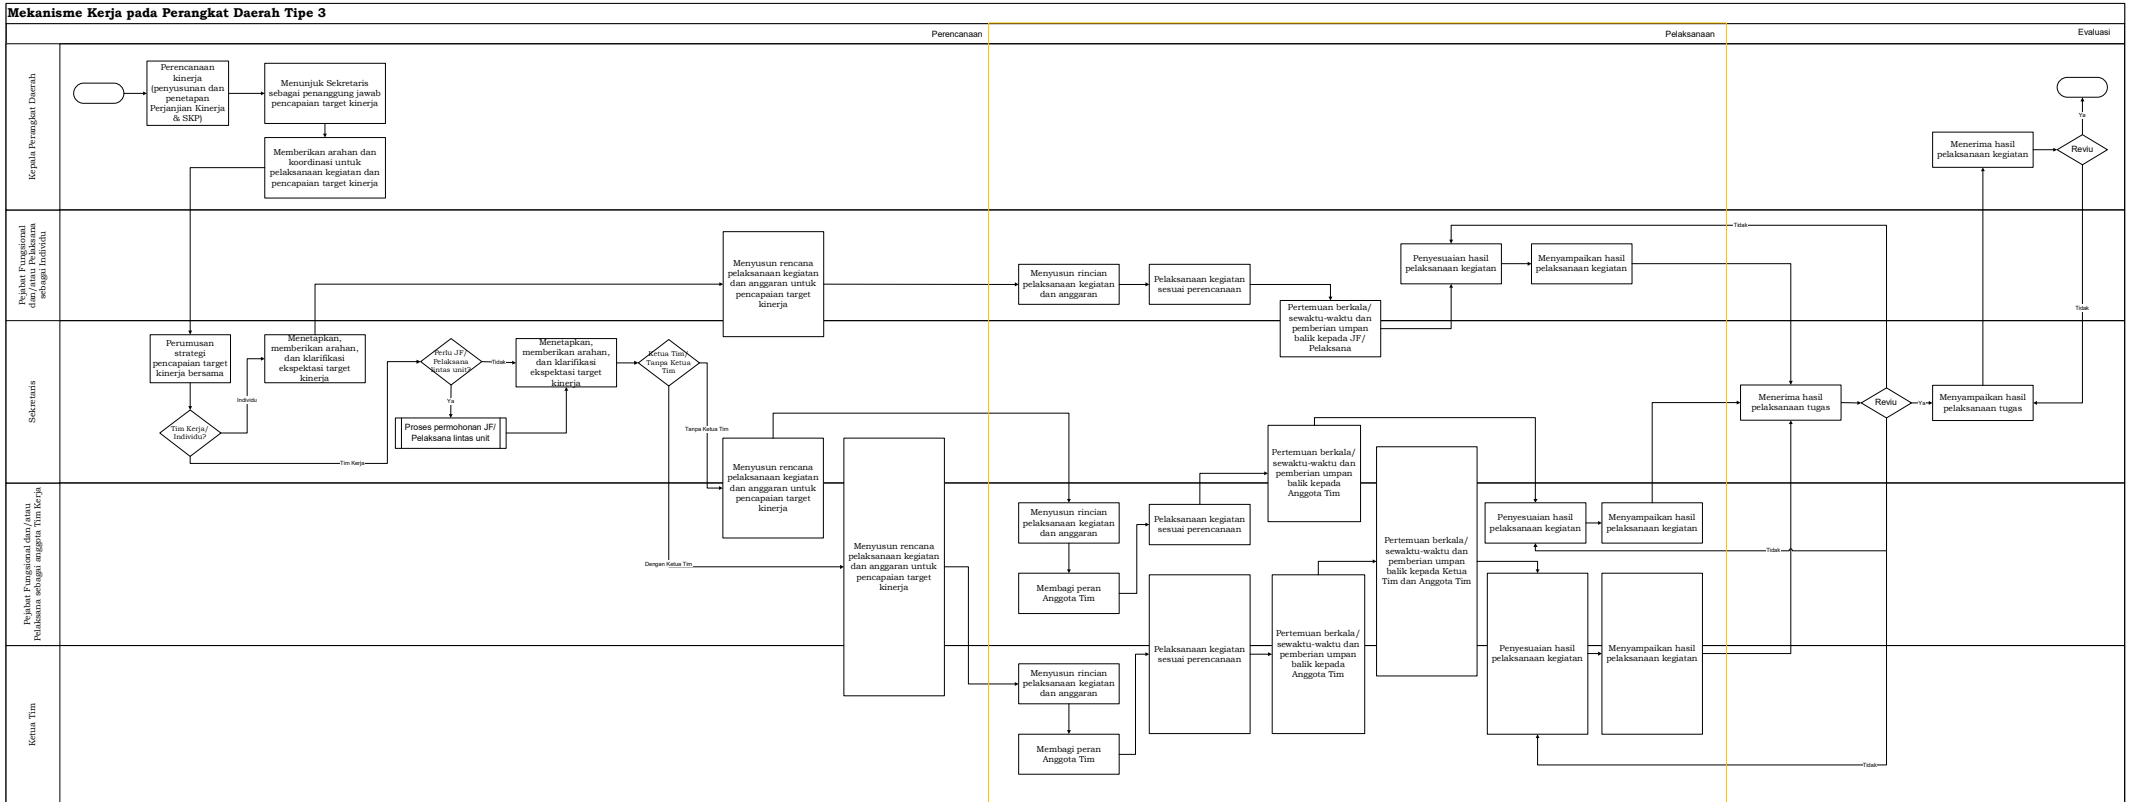 Mekanisme Kerja pada Perangkat Daerah Tipe 3
Perencanaan
Pelaksanaan
Evaluasi
Kepala Perangkat Daerah
Perencanaan
kinerja
(penyusunan dan
penetapan
Perjanjian Kinerja
& SKP)
Menunjuk Sekretaris
sebagai penanggung jawab
pencapaian target kinerja
Memberikan arahan dan
koordinasi untuk
pelaksanaan kegiatan dan
pencapaian target kinerja
Menerima hasil
pelaksanaan kegiatan
Reviu
Ya
Tidak
Pejabat Fungsional
dan/atau Pelaksana
sebagai Individu
Menyusun rencana
pelaksanaan kegiatan
dan anggaran untuk
pencapaian target
kinerja
Menyusun rincian
pelaksanaan kegiatan
dan anggaran
Pelaksanaan kegiatan
sesuai perencanaan
Pertemuan berkala/
sewaktu-waktu dan
pemberian umpan
balik kepada JF/
Pelaksana
Penyesuaian hasil
pelaksanaan kegiatan
Menyampaikan hasil
pelaksanaan kegiatan
Tidak
Sekretaris
Perumusan
strategi
pencapaian target
kinerja bersama
Tim Kerja/
Individu?
Individu
Tim Kerja
Menetapkan,
memberikan arahan,
dan klarifikasi
ekspektasi target
kinerja
Perlu JF/
Pelaksana
lintas unit?
Tidak
Ya
Proses permohonan JF/
Pelaksana lintas unit
Menetapkan,
memberikan arahan,
dan klarifikasi
ekspektasi target
kinerja
Ketua Tim/
Tanpa Ketua
Tim
Tanpa Ketua Tim
Dengan Ketua Tim
Menyusun rencana
pelaksanaan kegiatan
dan anggaran untuk
pencapaian target
kinerja
Menerima hasil
pelaksanaan tugas
Reviu
Ya
Menyampaikan hasil
pelaksanaan tugas
Pejabat Fungsional dan/atau
Pelaksana sebagai anggota Tim Kerja
Menyusun rencana
pelaksanaan kegiatan
dan anggaran untuk
pencapaian target
kinerja
Menyusun rincian
pelaksanaan kegiatan
dan anggaran
Membagi peran
Anggota Tim
Pelaksanaan kegiatan
sesuai perencanaan
Pertemuan berkala/
sewaktu-waktu dan
pemberian umpan
balik kepada
Anggota Tim
Pertemuan berkala/
sewaktu-waktu dan
pemberian umpan
balik kepada Ketua
Tim dan Anggota Tim
Penyesuaian hasil
pelaksanaan kegiatan
Menyampaikan hasil
pelaksanaan kegiatan
Tidak
Ketua Tim
Menyusun rincian
pelaksanaan kegiatan
dan anggaran
Membagi peran
Anggota Tim
Pelaksanaan kegiatan
sesuai perencanaan
Pertemuan berkala/
sewaktu-waktu dan
pemberian umpan
balik kepada
Anggota Tim
Penyesuaian hasil
pelaksanaan kegiatan
Menyampaikan hasil
pelaksanaan kegiatan
Tidak